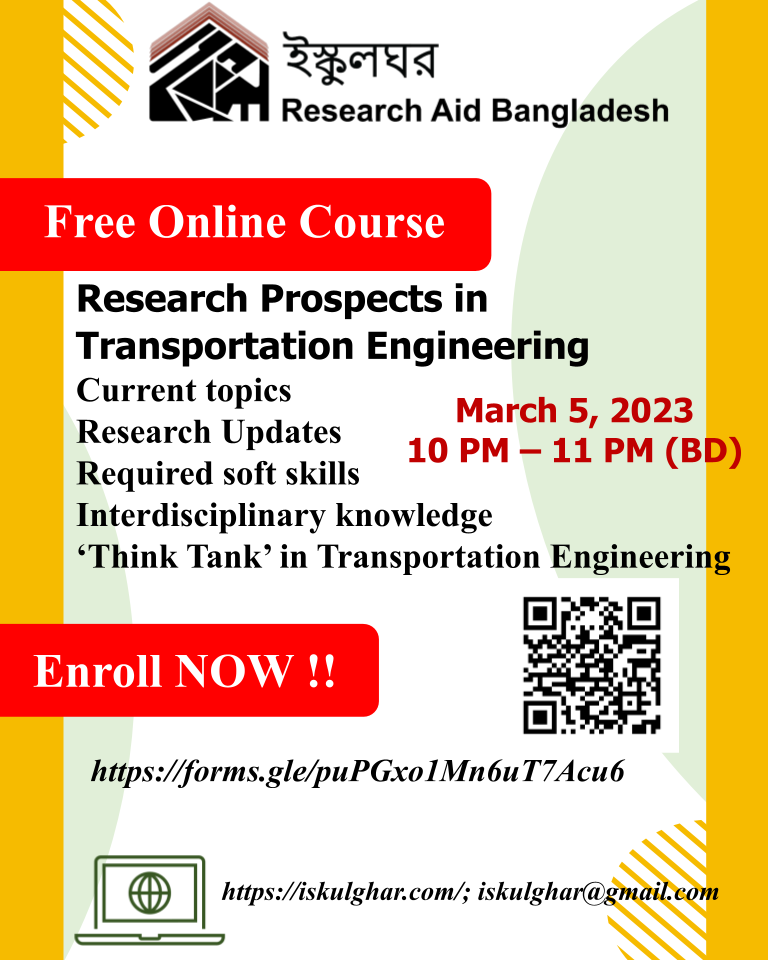 ইস্কুলঘর
Research Aid Bangladesh
Free Online Course
Research Prospects in
Transportation Engineering
Current topics
Research Updates
Required soft skills
Interdisciplinary knowledge
‘Think Tank’ in Transportation Engineering
March 5, 2023
10 PM – 11 PM (BD)
Enroll NOW !!
https://forms.gle/puPGxo1Mn6uT7Acu6
https://iskulghar.com/; iskulghar@gmail.com